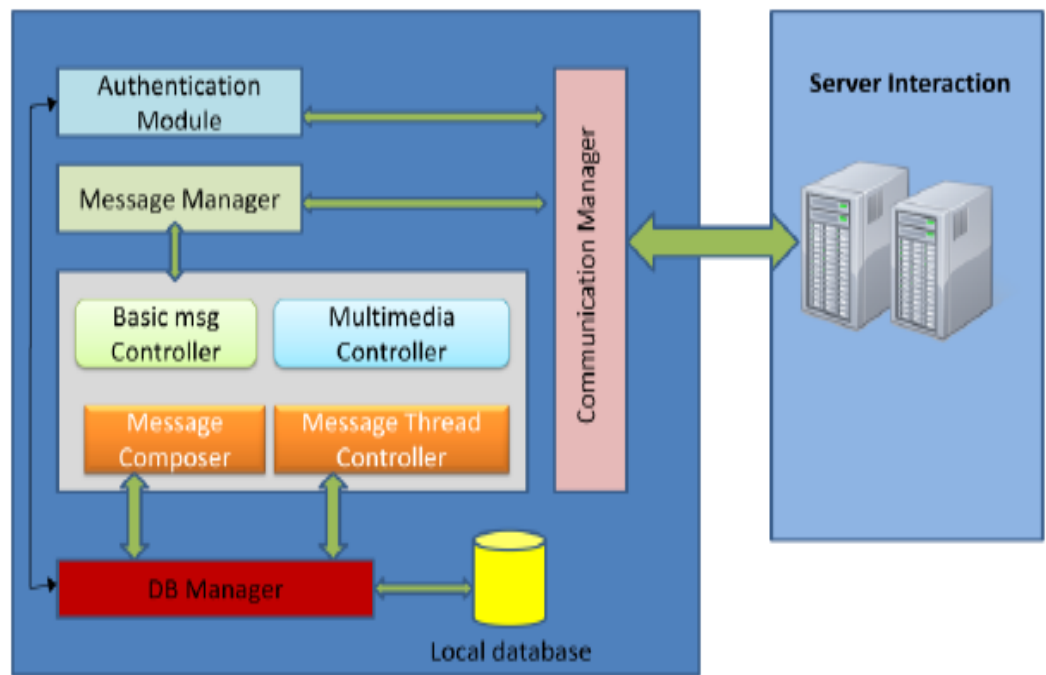 Authentication
Module
Server Interaction
Message Manager
Communication Manager
Basic msg
Controller
Multimedia
Controller
Message
Composer
Message Thread
Controller
DB Manager
Local database